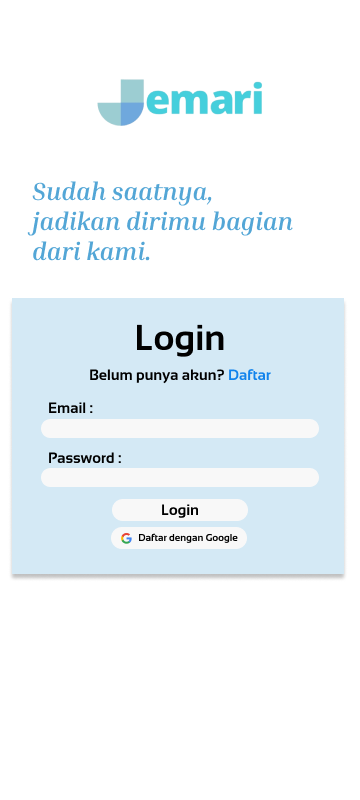 Jemari
Sudah saatnya,
jadikan dirimu bagian
dari kami.
Login
Belum punya akun? Daftar
Email :
Password :
Login
Daftar dengan Google